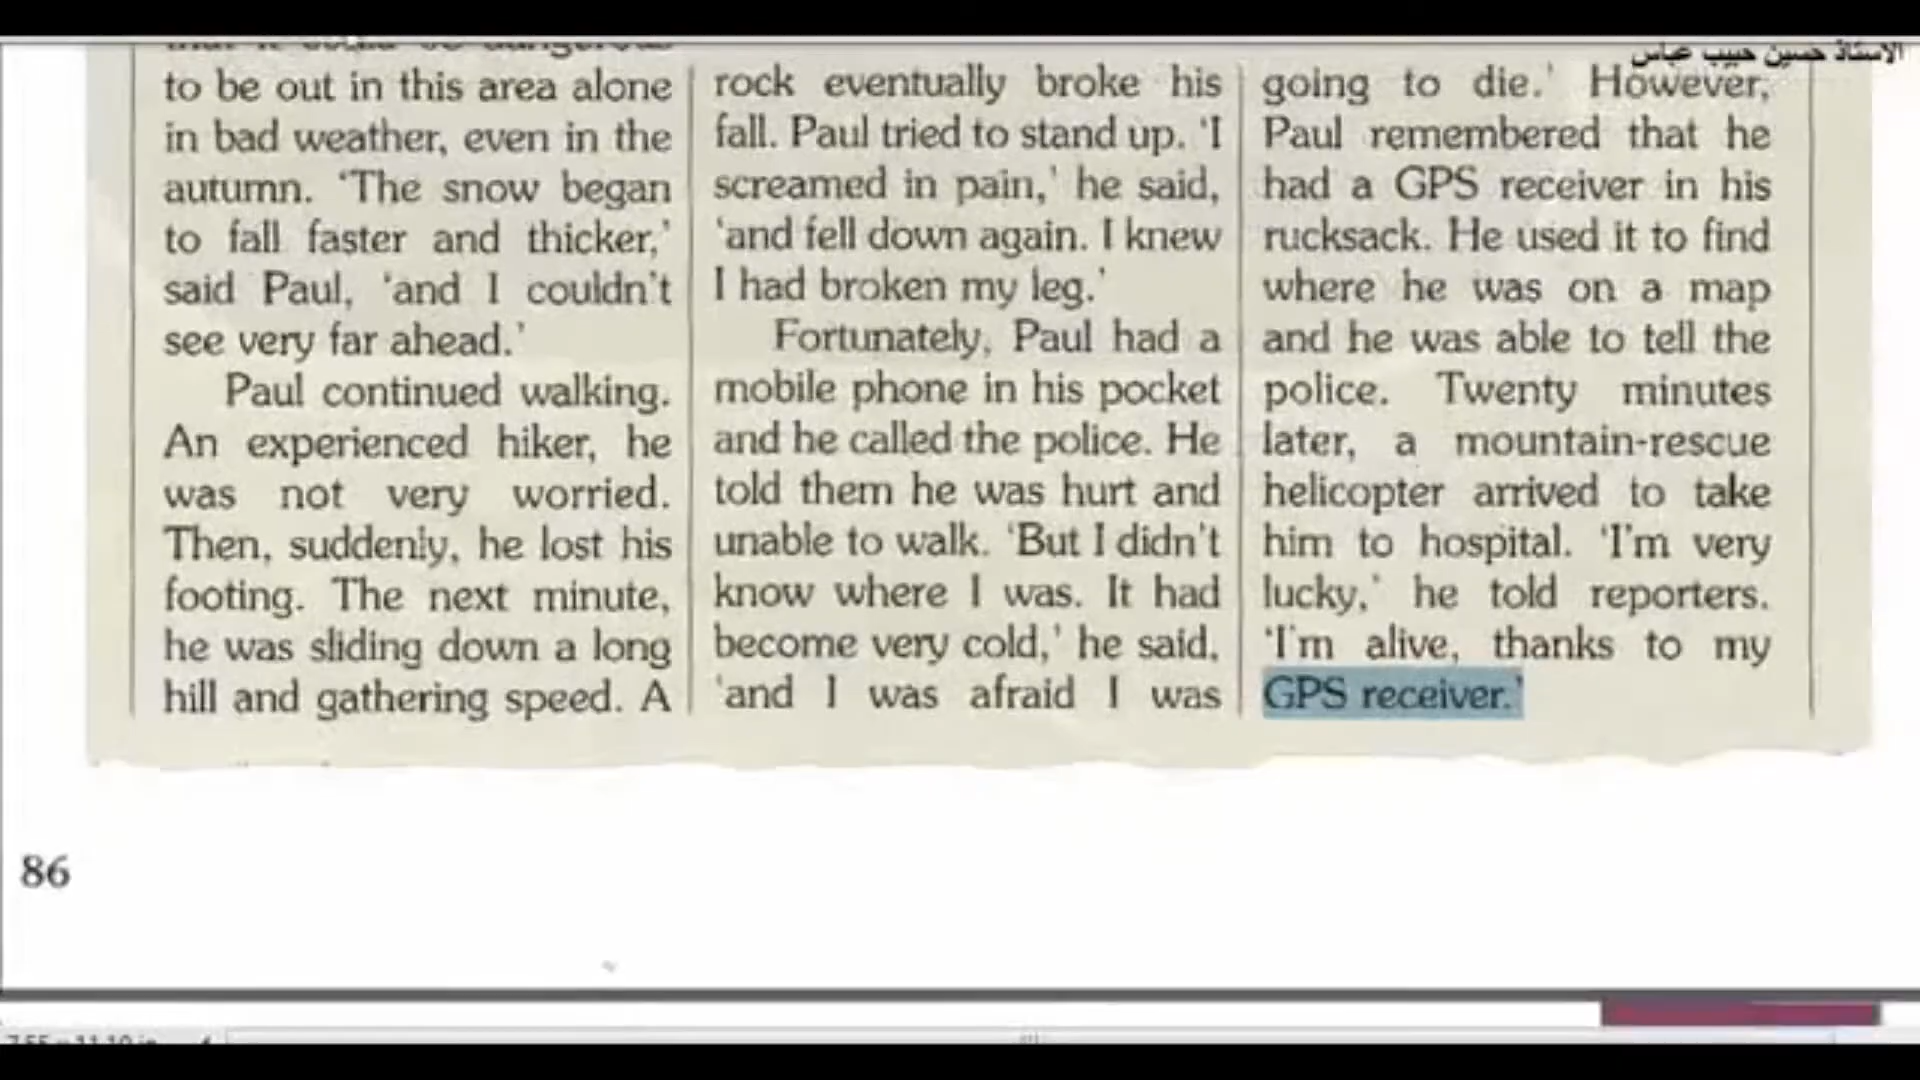 الاستاذ حسين حبيب عباس
that it could be dangerous
to be out in this area alone
in bad weather, even in the
autumn. ‘The snow began
to fall faster and thicker,’
said Paul, ‘and I couldn’t
see very far ahead.’
Paul continued walking.
An experienced hiker, he
was not very worried.
Then, suddenly, he lost his
footing. The next minute,
he was sliding down a long
hill and gathering speed. A
rock eventually broke his
fall. Paul tried to stand up. ‘I
screamed in pain,’ he said,
‘and fell down again. I knew
I had broken my leg.’
Fortunately, Paul had a
mobile phone in his pocket
and he called the police. He
told them he was hurt and
unable to walk. ‘But I didn’t
know where I was. It had
become very cold,’ he said,
‘and I was afraid I was
going to die.’ However,
Paul remembered that he
had a GPS receiver in his
rucksack. He used it to find
where he was on a map
and he was able to tell the
police. Twenty minutes
later, a mountain-rescue
helicopter arrived to take
him to hospital. ‘I’m very
lucky,’ he told reporters.
‘I’m alive, thanks to my
GPS receiver.’
86